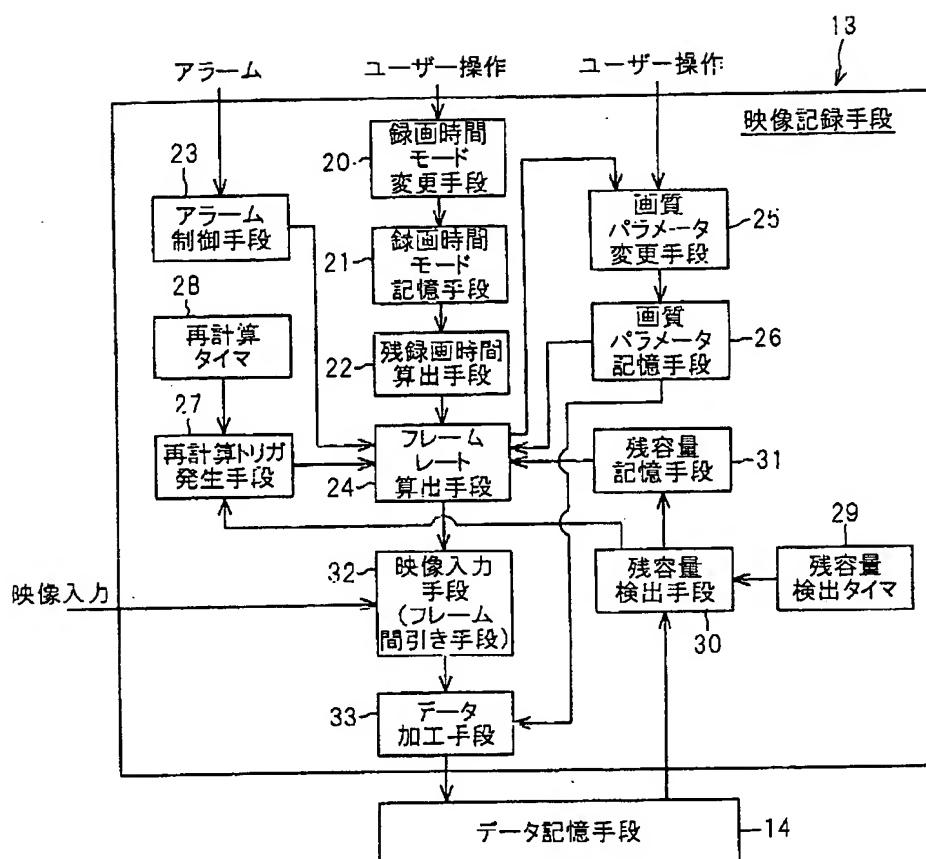 13
アラーム
ユーザー操作
ユーザー操作
映像記録手段
20
録画時間
モード
変更手段
23
アラーム
制御手段
画質
パラメータ
変更手段
25
21
録画時間
モード
記憶手段
28
再計算
タイマ
画質
パラメータ
記憶手段
26
22
残録画時間
算出手段
27
再計算トリガ
発生手段
フレーム
レート
算出手段
24
残容量
記憶手段
31
29
残容量
検出タイマ
残容量
検出手段
30
映像入力
32
映像入力
手段
(フレーム
間引き手段)
33
データ
加工手段
データ記憶手段
14